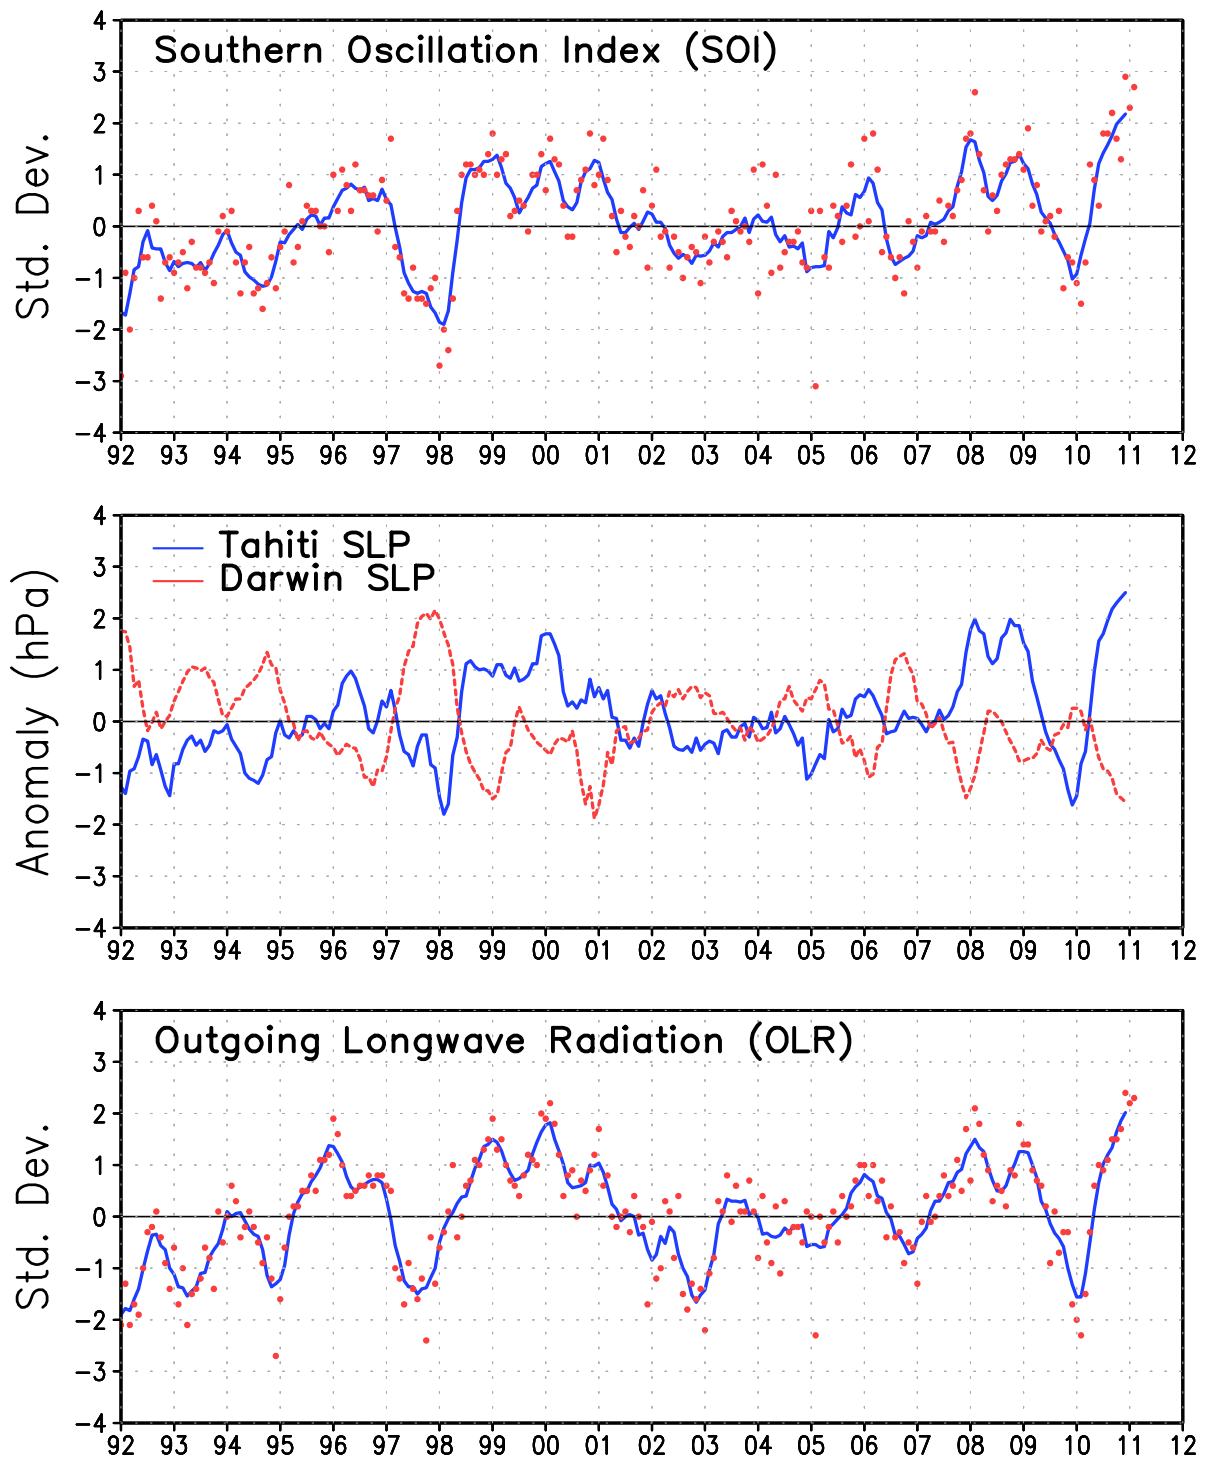 Southern Oscillation Index (SOI)
Std. Dev.
4
3
2
1
0
−1
−2
−3
−4
92 93 94 95 96 97 98 99 00 01 02 03 04 05 06 07 08 09 10 11 12
Tahiti SLP
Darwin SLP
Anomaly (hPa)
4
3
2
1
0
−1
−2
−3
−4
92 93 94 95 96 97 98 99 00 01 02 03 04 05 06 07 08 09 10 11 12
Outgoing Longwave Radiation (OLR)
Std. Dev.
4
3
2
1
0
−1
−2
−3
−4
92 93 94 95 96 97 98 99 00 01 02 03 04 05 06 07 08 09 10 11 12